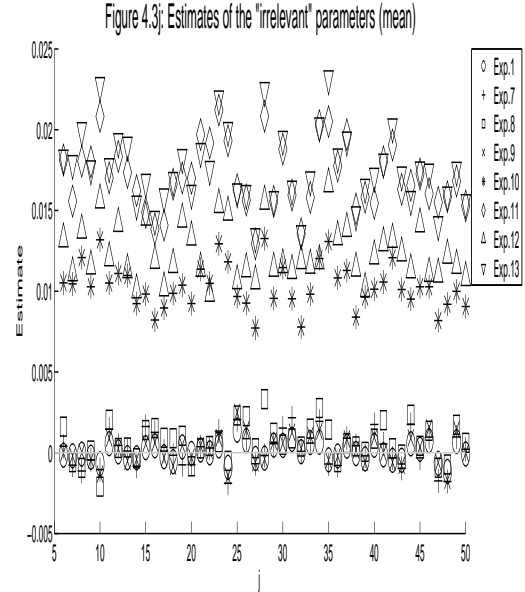 Figure 4.3j: Estimates of the "irrelevant" parameters (mean)
0.025
0.02
0.015
0.01
0.005
0
−0.005
Estimate
5 10 15 20 25 30 35 40 45 50
j
Exp.1
Exp.7
Exp.8
Exp.9
Exp.10
Exp.11
Exp.12
Exp.13